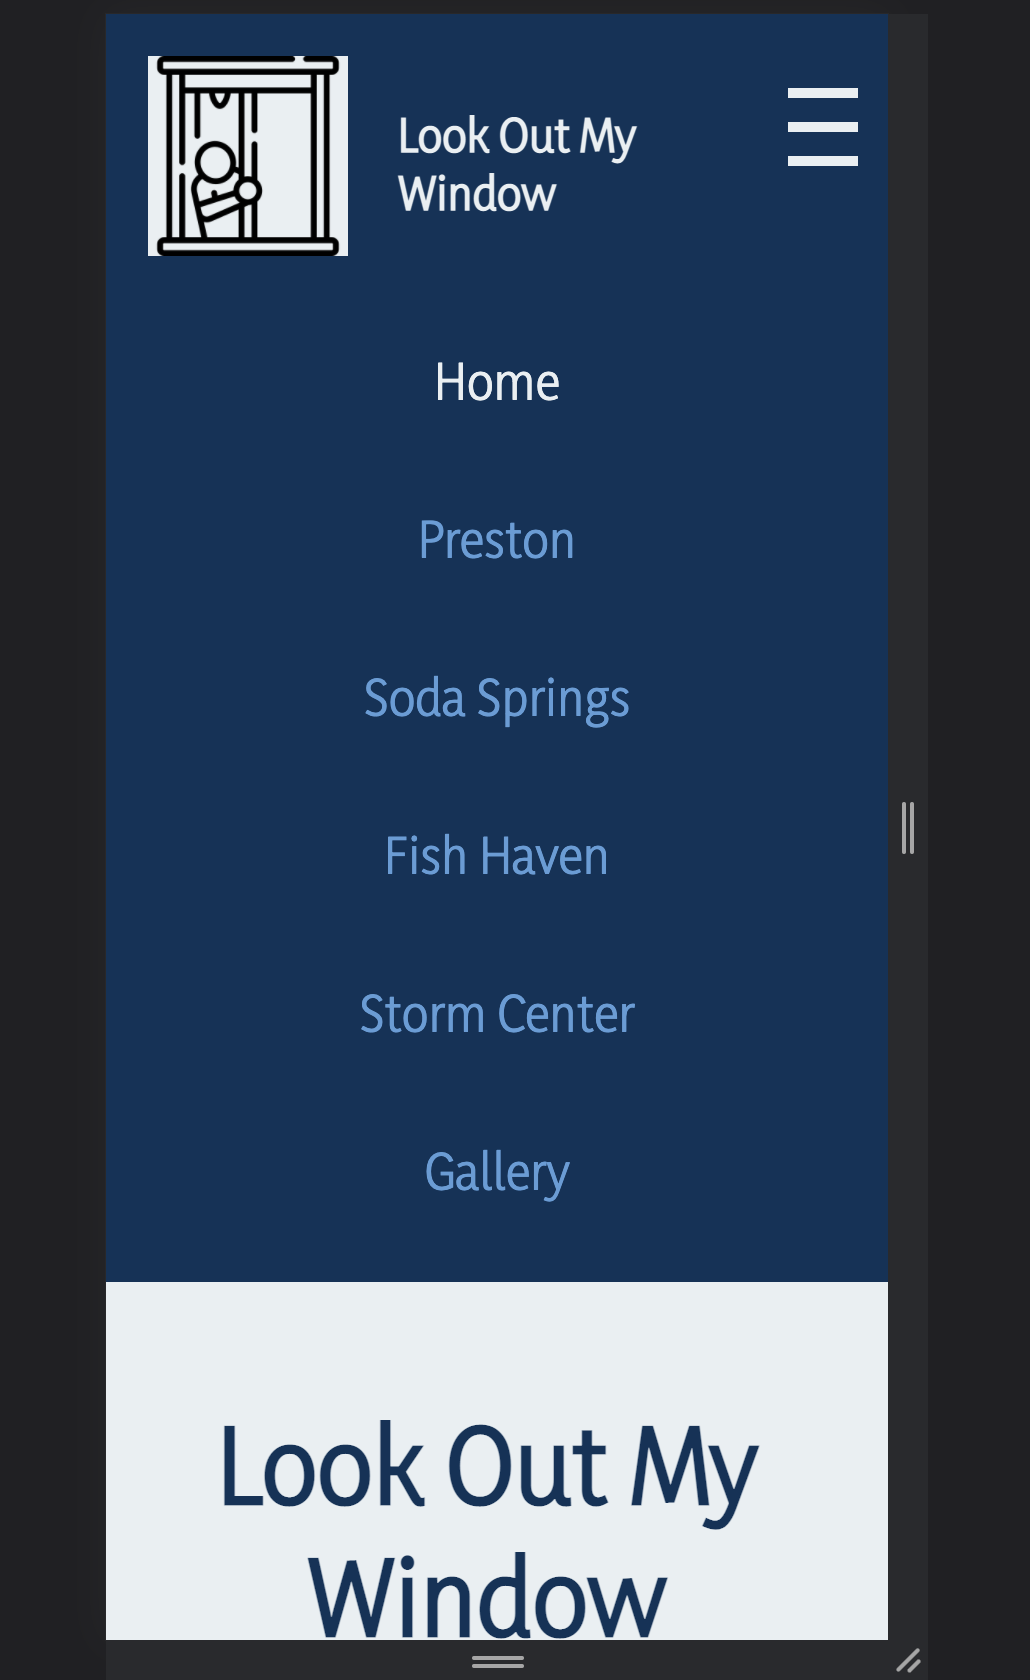 Look Out My
Window
Home
Preston
Soda Springs
Fish Haven
Storm Center
Gallery
Look Out My
Window